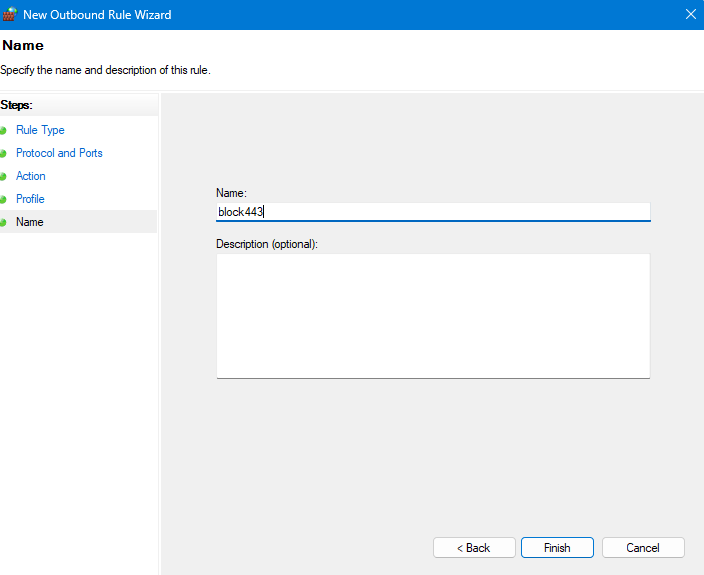 New Outbound Rule Wizard
Name
Specify the name and description of this rule.
Steps:
Rule Type
Protocol and Ports
Action
Profile
Name
Name:
block443
Description (optional):
< Back
Finish
Cancel